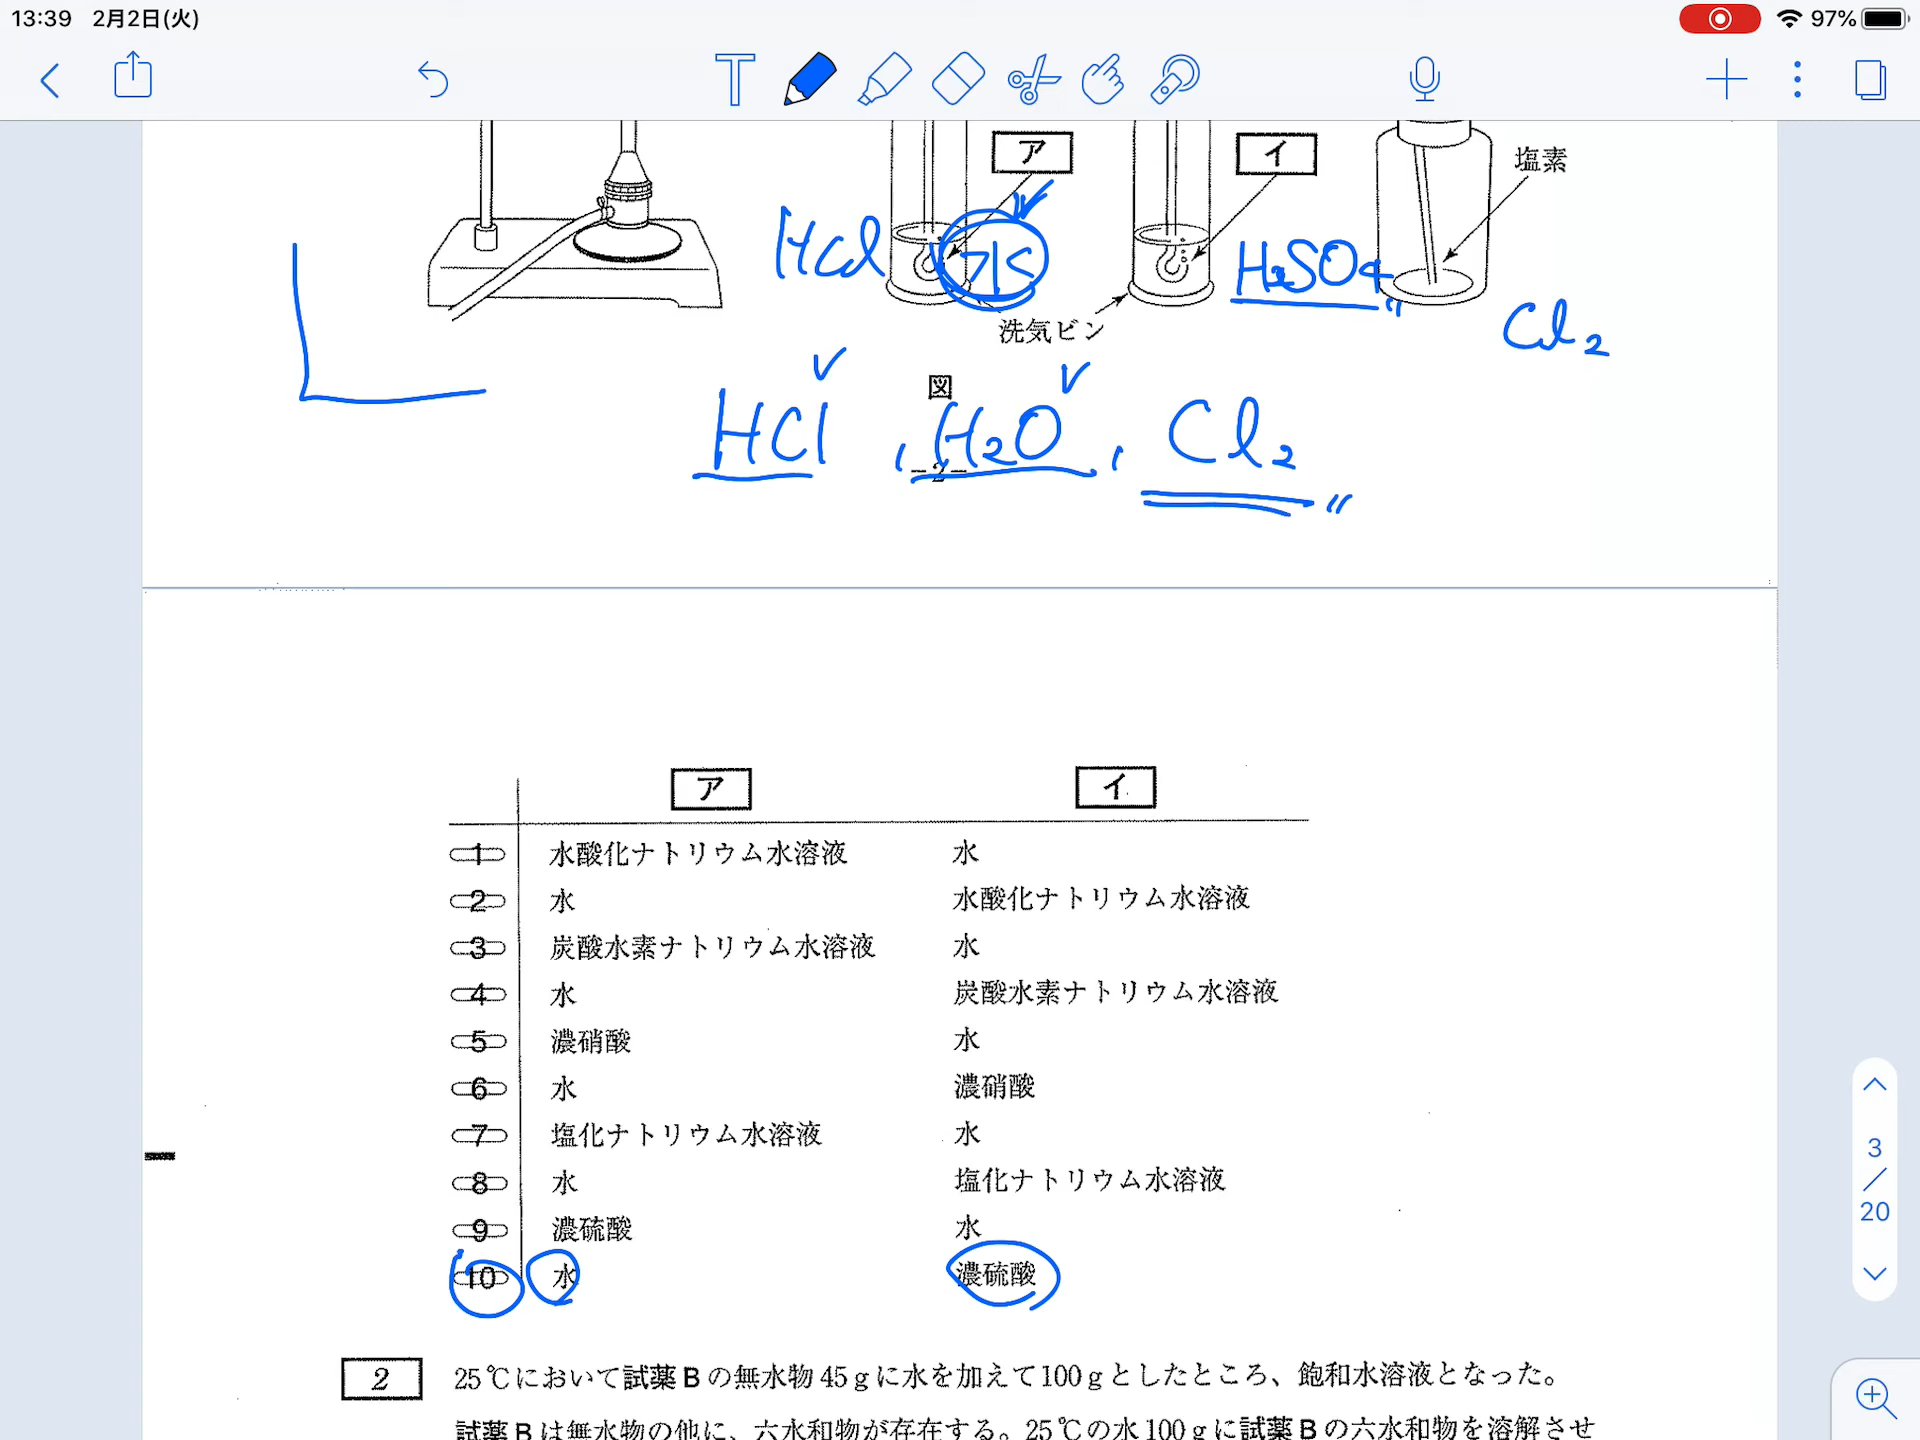 13:39 2月2日(火)
97%
ア
イ
塩素
HCl
水
H₂SO₄
洗気ビン
Cl₂
図
HCl , H₂O , Cl₂
-2-
ア イ
1 水酸化ナトリウム水溶液 水
2 水 水酸化ナトリウム水溶液
3 炭酸水素ナトリウム水溶液 水
4 水 炭酸水素ナトリウム水溶液
5 濃硝酸 水
6 水 濃硝酸
7 塩化ナトリウム水溶液 水
8 水 塩化ナトリウム水溶液
9 濃硫酸 水
10 水 濃硫酸
3
/
20
2 25℃において試薬Bの無水物45gに水を加えて100gとしたところ、飽和水溶液となった。
試薬Bは無水物の他に、六水和物が存在する。25℃の水100gに試薬Bの六水和物を溶解させ